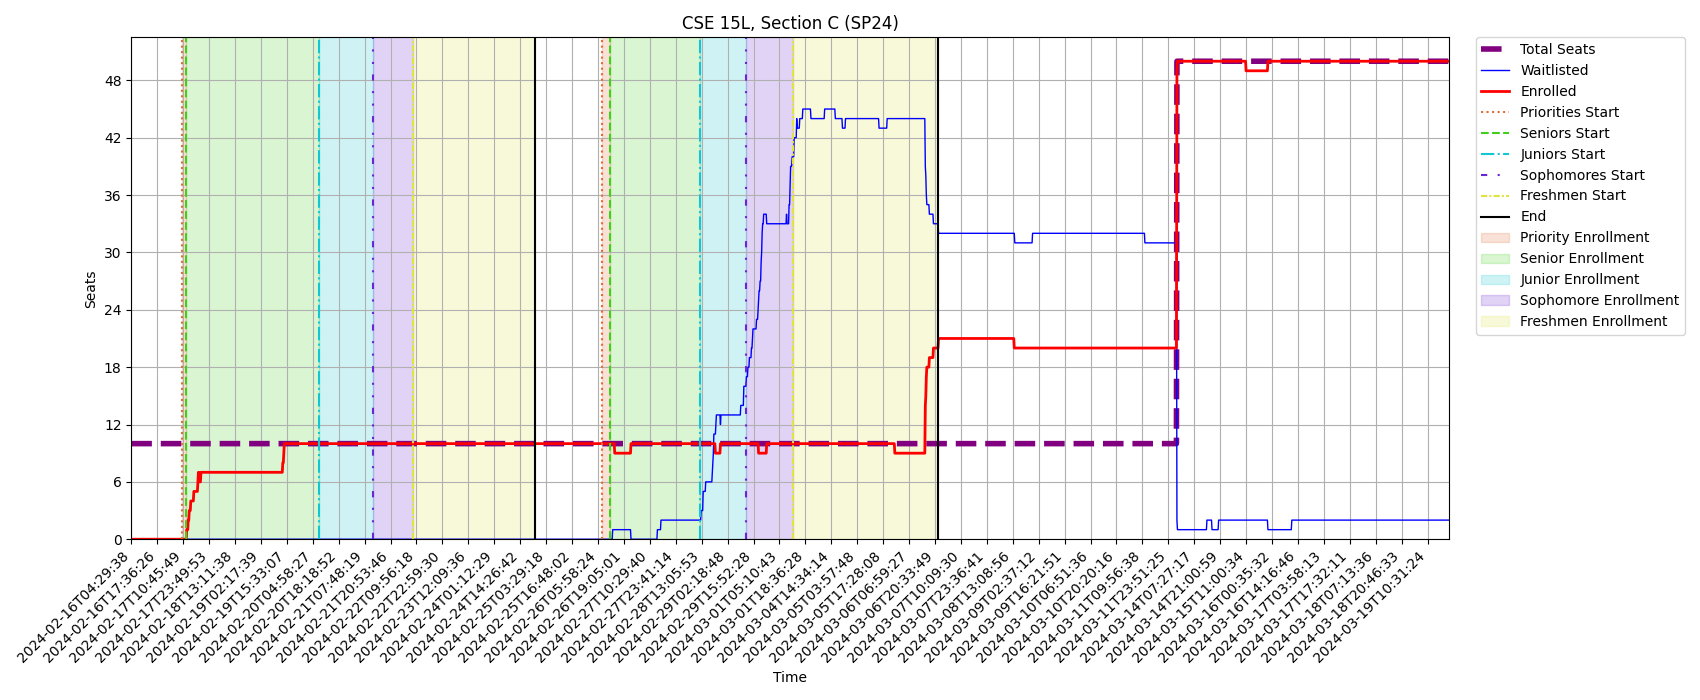 CSE 15L, Section C (SP24)
Seats
48
42
36
30
24
18
12
6
0
2024-02-16T04:29:38
2024-02-16T17:36:26
2024-02-17T10:45:49
2024-02-17T23:49:53
2024-02-18T13:11:38
2024-02-19T02:17:39
2024-02-19T15:33:07
2024-02-20T04:58:27
2024-02-20T18:18:52
2024-02-21T07:48:19
2024-02-21T20:53:46
2024-02-22T09:56:18
2024-02-22T22:59:30
2024-02-23T12:09:36
2024-02-24T01:12:29
2024-02-24T14:26:42
2024-02-25T03:29:18
2024-02-25T16:48:02
2024-02-26T05:58:24
2024-02-26T19:05:01
2024-02-27T10:29:40
2024-02-27T23:41:14
2024-02-28T13:05:53
2024-02-29T02:18:48
2024-02-29T15:52:28
2024-03-01T05:10:43
2024-03-01T18:36:28
2024-03-04T14:34:14
2024-03-05T03:57:48
2024-03-05T17:28:08
2024-03-06T06:59:27
2024-03-06T20:33:49
2024-03-07T10:09:30
2024-03-07T23:36:41
2024-03-08T13:08:56
2024-03-09T02:37:12
2024-03-09T16:21:51
2024-03-10T06:51:36
2024-03-10T20:20:16
2024-03-11T09:56:38
2024-03-11T23:51:25
2024-03-14T07:27:17
2024-03-14T21:00:59
2024-03-15T11:00:34
2024-03-16T00:35:32
2024-03-16T14:16:46
2024-03-17T03:58:13
2024-03-17T17:32:11
2024-03-18T07:13:36
2024-03-18T20:46:33
2024-03-19T10:31:24
Time
Total Seats
Waitlisted
Enrolled
Priorities Start
Seniors Start
Juniors Start
Sophomores Start
Freshmen Start
End
Priority Enrollment
Senior Enrollment
Junior Enrollment
Sophomore Enrollment
Freshmen Enrollment